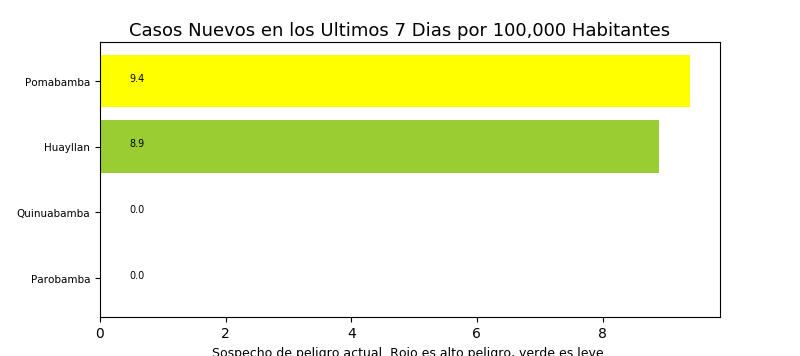 Casos Nuevos en los Ultimos 7 Dias por 100,000 Habitantes
Pomabamba 9.4
Huayllan 8.9
Quinuabamba 0.0
Parobamba 0.0
0 2 4 6 8
Sospecho de peligro actual. Rojo es alto peligro, verde es leve